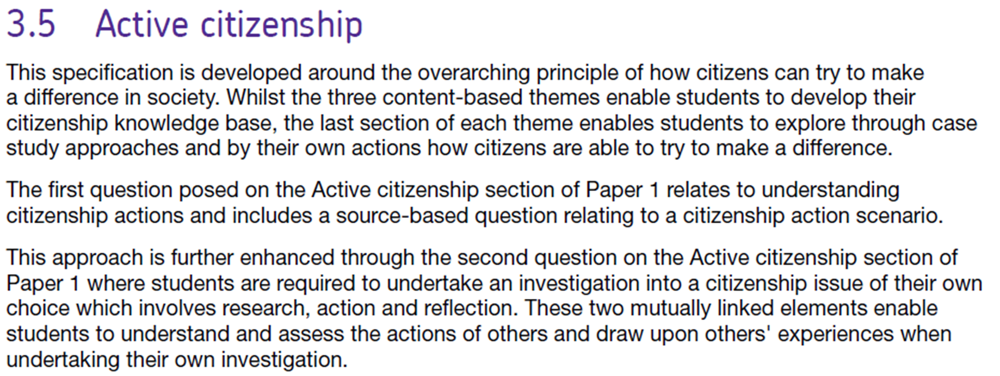 3.5 Active citizenship
This specification is developed around the overarching principle of how citizens can try to make
a difference in society. Whilst the three content-based themes enable students to develop their
citizenship knowledge base, the last section of each theme enables students to explore through case
study approaches and by their own actions how citizens are able to try to make a difference.
The first question posed on the Active citizenship section of Paper 1 relates to understanding
citizenship actions and includes a source-based question relating to a citizenship action scenario.
This approach is further enhanced through the second question on the Active citizenship section of
Paper 1 where students are required to undertake an investigation into a citizenship issue of their own
choice which involves research, action and reflection. These two mutually linked elements enable
students to understand and assess the actions of others and draw upon others' experiences when
undertaking their own investigation.